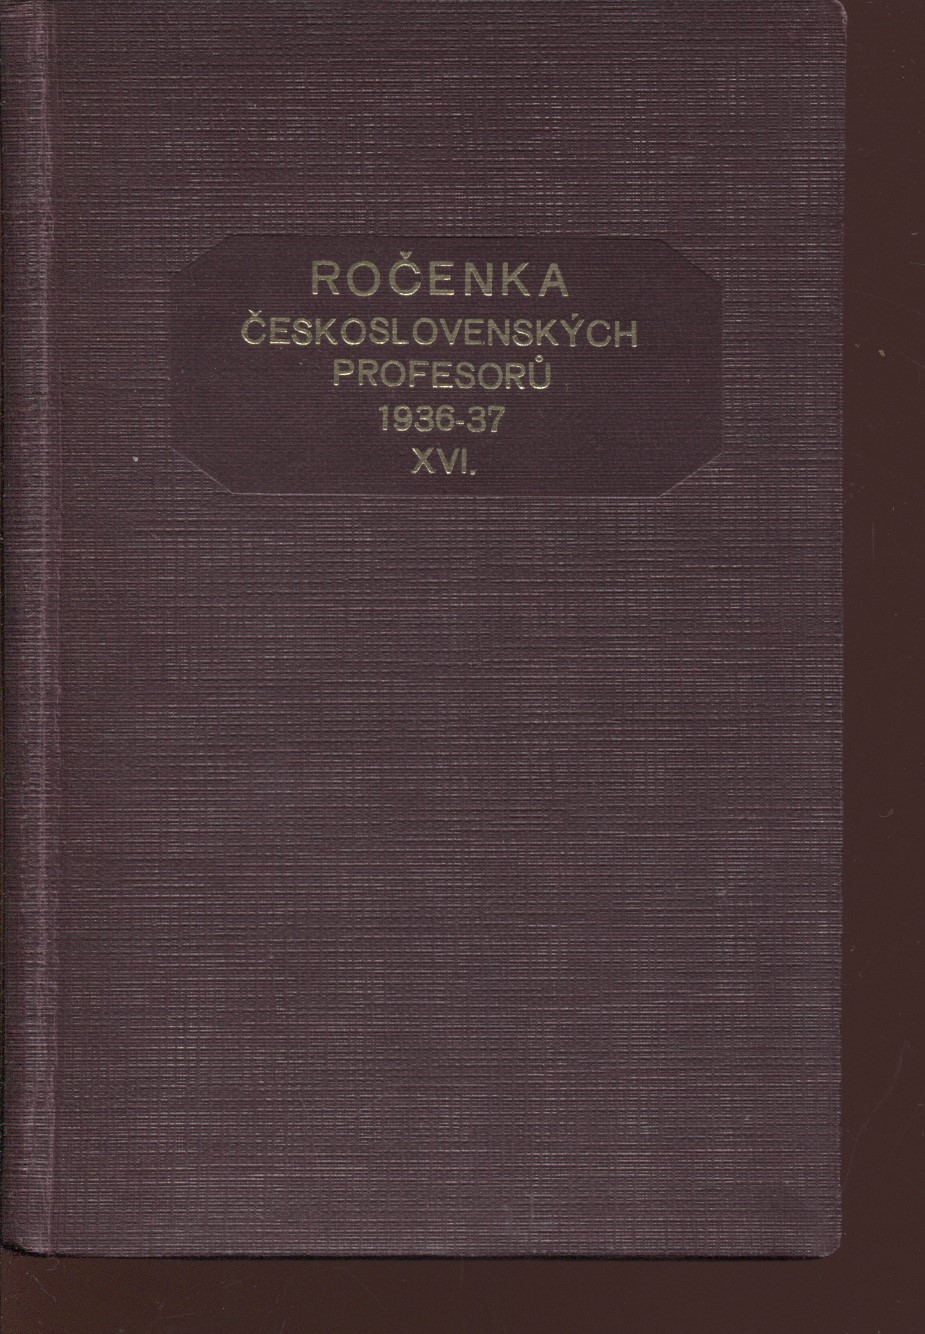 ROČENKA
ČESKOSLOVENSKÝCH
PROFESORŮ
1936-37
XVI.